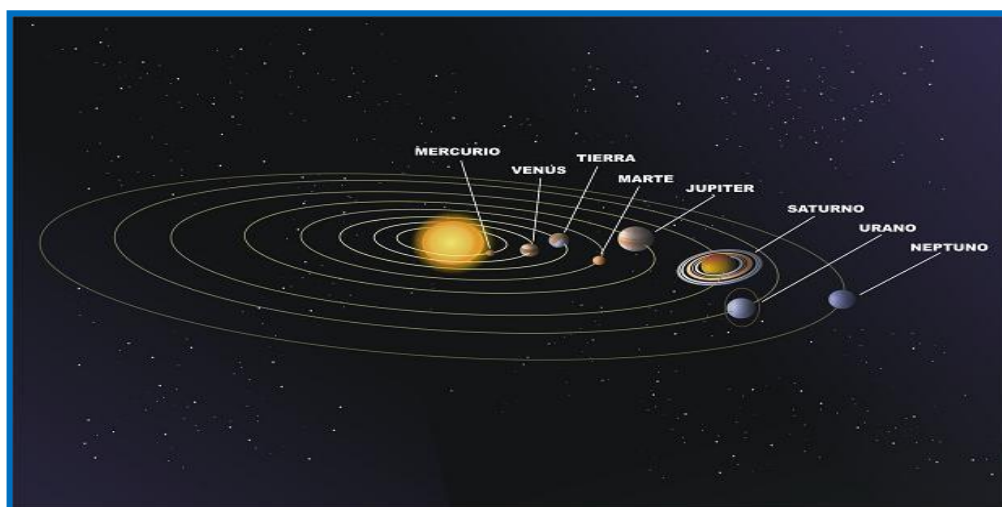 MERCURIO
VENÚS
TIERRA
MARTE
JUPITER
SATURNO
URANO
NEPTUNO